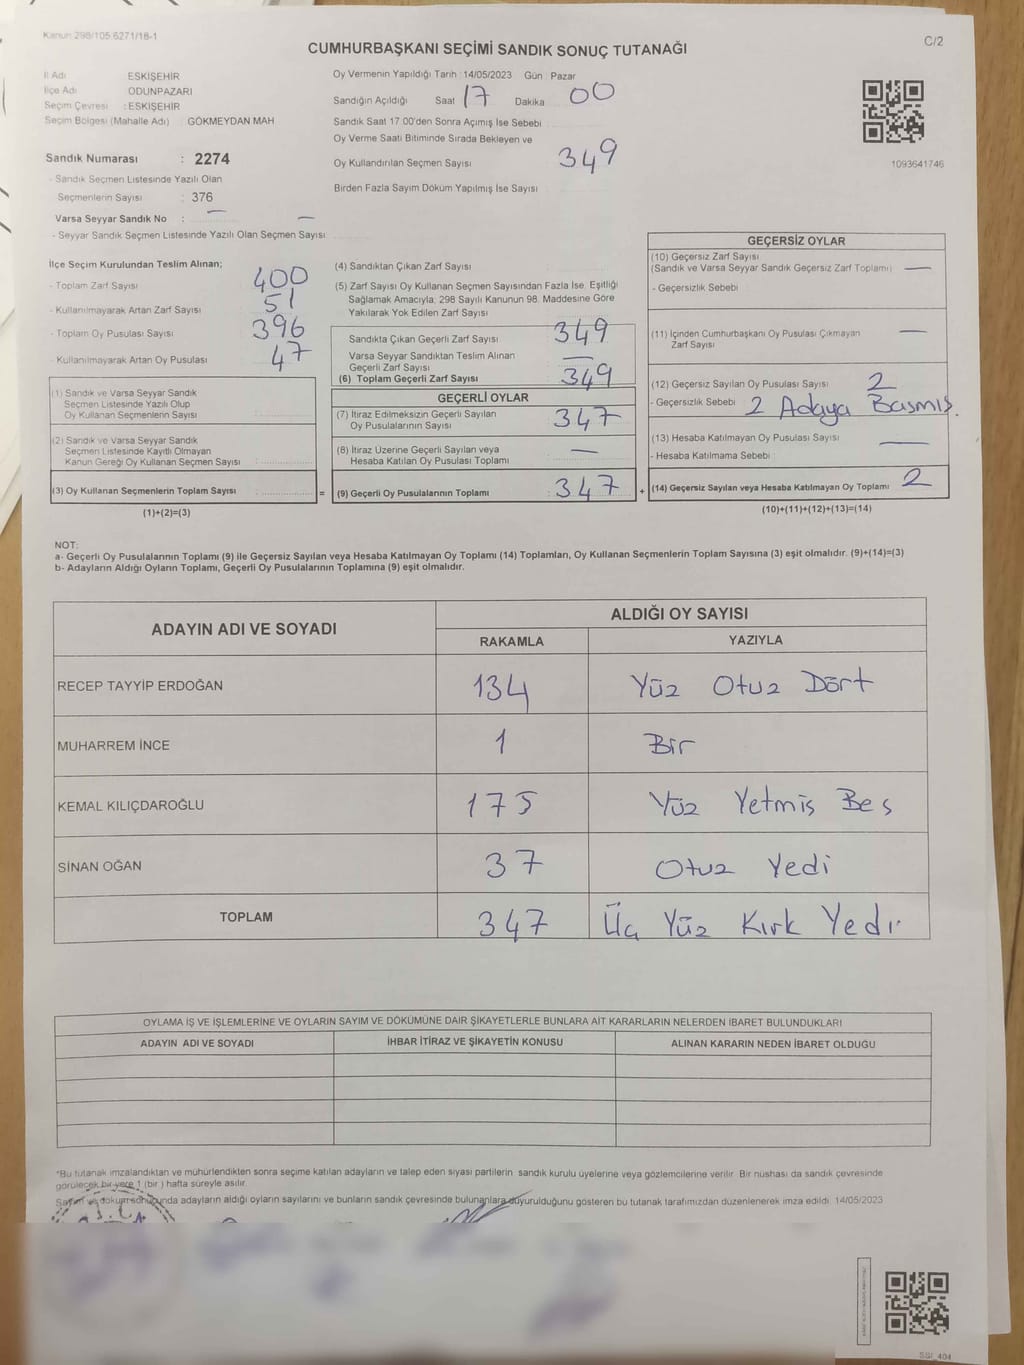 Kanun 298/105 6271/18-1
CUMHURBAŞKANI SEÇİMİ SANDIK SONUÇ TUTANAĞI
C/2
İl Adı ESKİŞEHİR
İlçe Adı ODUNPAZARI
Seçim Çevresi : ESKİŞEHİR
Seçim Bölgesi (Mahalle Adı) : GÖKMEYDAN MAH
Sandık Numarası : 2274
- Sandık Seçmen Listesinde Yazılı Olan
Seçmenlerin Sayısı : 376
Varsa Seyyar Sandık No : —
- Seyyar Sandık Seçmen Listesinde Yazılı Olan Seçmen Sayısı —
Oy Vermenin Yapıldığı Tarih : 14/05/2023 Gün : Pazar
Sandığın Açıldığı Saat 17 Dakika 00
Sandık Saat 17:00'den Sonra Açımış İse Sebebi
Oy Verme Saati Bitiminde Sırada Bekleyen ve
Oy Kullandırılan Seçmen Sayısı 349
Birden Fazla Sayım Döküm Yapılmış İse Sayısı
1093641746
İlçe Seçim Kurulundan Teslim Alınan;
- Toplam Zarf Sayısı 400
- Kullanılmayarak Artan Zarf Sayısı 51
- Toplam Oy Pusulası Sayısı 396
- Kullanılmayarak Artan Oy Pusulası 47
(1) Sandık ve Varsa Seyyar Sandık
Seçmen Listesinde Yazılı Olup
Oy Kullanan Seçmenlerin Sayısı
(2) Sandık ve Varsa Seyyar Sandık
Seçmen Listesinde Kayıtlı Olmayan
Kanun Gereği Oy Kullanan Seçmen Sayısı
(3) Oy Kullanan Seçmenlerin Toplam Sayısı =
(1)+(2)=(3)
(4) Sandıktan Çıkan Zarf Sayısı
(5) Zarf Sayısı Oy Kullanan Seçmen Sayısından Fazla İse, Eşitliği
Sağlamak Amacıyla, 298 Sayılı Kanunun 98. Maddesine Göre
Yakılarak Yok Edilen Zarf Sayısı
Sandıkta Çıkan Geçerli Zarf Sayısı 349
Varsa Seyyar Sandıktan Teslim Alınan
Geçerli Zarf Sayısı —
(6) Toplam Geçerli Zarf Sayısı 349
GEÇERLİ OYLAR
(7) İtiraz Edilmeksizin Geçerli Sayılan
Oy Pusulalarının Sayısı 347
(8) İtiraz Üzerine Geçerli Sayılan veya
Hesaba Katılan Oy Pusulası Toplamı —
(9) Geçerli Oy Pusulalarının Toplamı 347 +
GEÇERSİZ OYLAR
(10) Geçersiz Zarf Sayısı
(Sandık ve Varsa Seyyar Sandık Geçersiz Zarf Toplamı) —
- Geçersizlik Sebebi
(11) İçinden Cumhurbaşkanı Oy Pusulası Çıkmayan
Zarf Sayısı —
(12) Geçersiz Sayılan Oy Pusulası Sayısı 2
- Geçersizlik Sebebi 2 Adaya Basmış.
(13) Hesaba Katılmayan Oy Pusulası Sayısı —
- Hesaba Katılmama Sebebi
(14) Geçersiz Sayılan veya Hesaba Katılmayan Oy Toplamı 2
(10)+(11)+(12)+(13)=(14)
NOT:
a- Geçerli Oy Pusulalarının Toplamı (9) ile Geçersiz Sayılan veya Hesaba Katılmayan Oy Toplamı (14) Toplamları, Oy Kullanan Seçmenlerin Toplam Sayısına (3) eşit olmalıdır. (9)+(14)=(3)
b- Adayların Aldığı Oyların Toplamı, Geçerli Oy Pusulalarının Toplamına (9) eşit olmalıdır.
ADAYIN ADI VE SOYADI
ALDIĞI OY SAYISI
RAKAMLA YAZIYLA
RECEP TAYYİP ERDOĞAN 134 Yüz Otuz Dört
MUHARREM İNCE 1 Bir
KEMAL KILIÇDAROĞLU 175 Yüz Yetmiş Beş
SİNAN OĞAN 37 Otuz Yedi
TOPLAM 347 Üç Yüz Kırk Yedi
OYLAMA İŞ VE İŞLEMLERİNE VE OYLARIN SAYIM VE DÖKÜMÜNE DAİR ŞİKAYETLERLE BUNLARA AİT KARARLARIN NELERDEN İBARET BULUNDUKLARI
ADAYIN ADI VE SOYADI İHBAR İTİRAZ VE ŞİKAYETİN KONUSU ALINAN KARARIN NEDEN İBARET OLDUĞU
*Bu tutanak imzalandıktan ve mühürlendikten sonra seçime katılan adayların ve talep eden siyasi partilerin sandık kurulu üyelerine veya gözlemcilerine verilir. Bir nüshası da sandık çevresinde
görülecek bir yere 1 (bir) hafta süreyle asılır.
Sayım ve döküm sonucunda adayların aldığı oyların sayılarını ve bunların sandık çevresinde bulunanlara duyurulduğunu gösteren bu tutanak tarafımızdan düzenlenerek imza edildi. 14/05/2023
T.C.